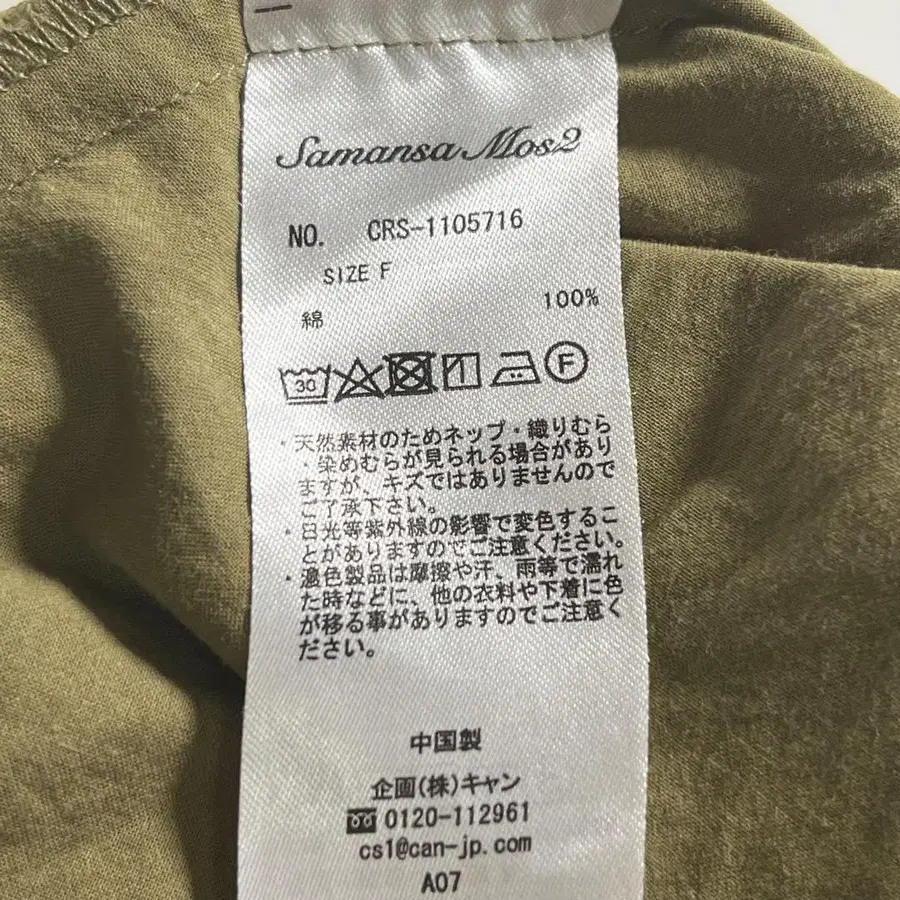 Samansa Mos2
NO. CRS-1105716
SIZE F
綿 100%
30
F
・天然素材のためネップ・織りむら
・染めむらが見られる場合があり
ますが、キズではありませんので
ご了承下さい。
・日光等紫外線の影響で変色するこ
とがありますのでご注意ください。
・濃色製品は摩擦や汗、雨等で濡れ
た時などに、他の衣料や下着に色
が移る事がありますのでご注意く
ださい。
中国製
企画(株)キャン
0120-112961
cs1@can-jp.com
A07